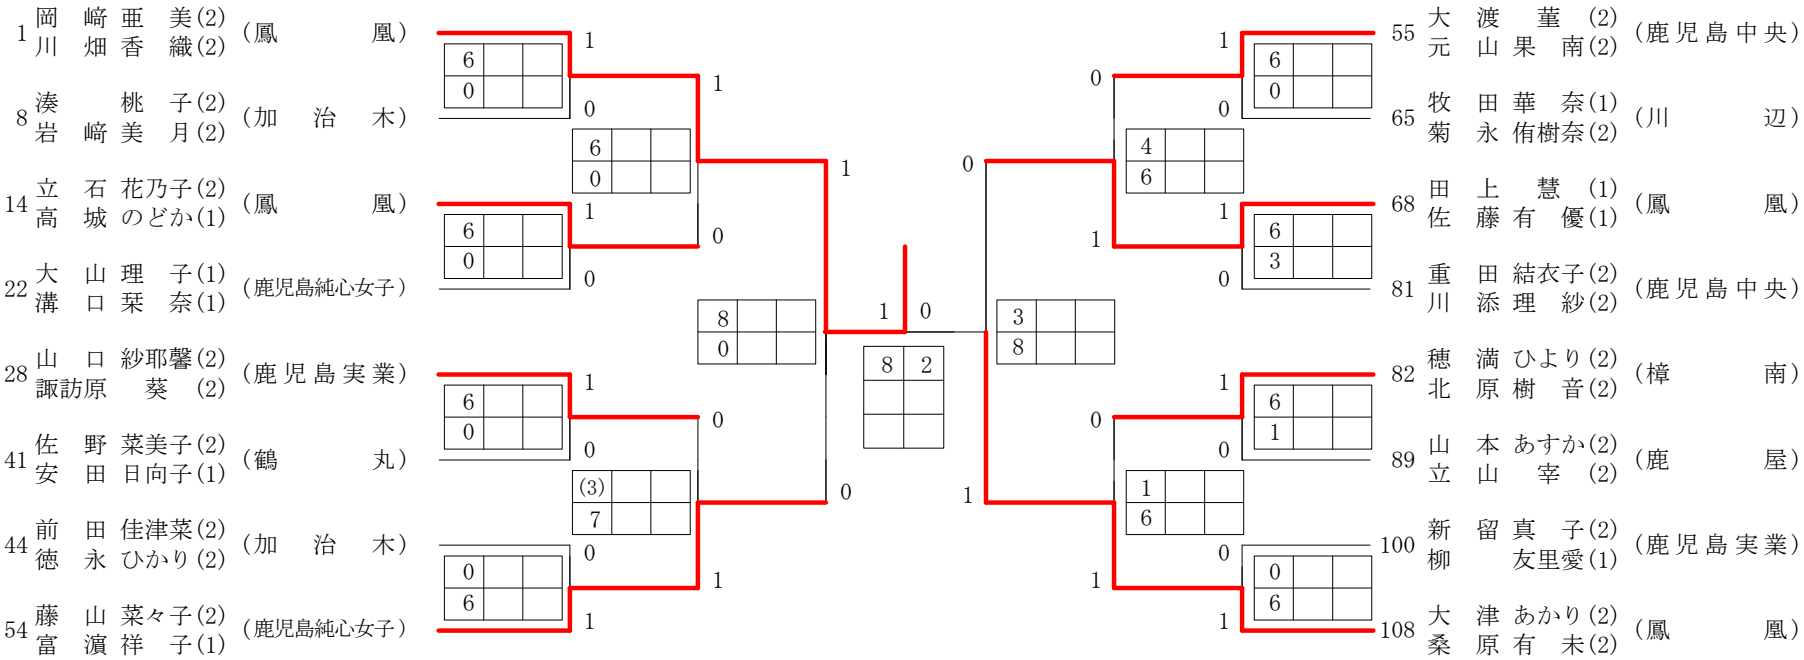 1 岡 﨑 亜 美(2) (鳳 凰)
川 畑 香 織(2)
8 湊 桃 子(2) (加 治 木)
岩 﨑 美 月(2)
14 立 石 花乃子(2) (鳳 凰)
高 城 のどか(1)
22 大 山 理 子(1) (鹿児島純心女子)
溝 口 栞 奈(1)
28 山 口 紗耶馨(2) (鹿児島実業)
諏訪原 葵 (2)
41 佐 野 菜美子(2) (鶴 丸)
安 田 日向子(1)
44 前 田 佳津菜(2) (加 治 木)
徳 永 ひかり(2)
54 藤 山 菜々子(2) (鹿児島純心女子)
富 濵 祥 子(1)
1
6
0
0
1
6
0
1
6
0
0
0
1
6
0
0
0
(3)
7
0
0
6
1
1
1
8
0
0
1 0
8 2
55 大 渡 菫 (2) (鹿児島中央)
元 山 果 南(2)
65 牧 田 華 奈(1) (川 辺)
菊 永 侑樹奈(2)
68 田 上 慧 (1) (鳳 凰)
佐 藤 有 優(1)
81 重 田 結衣子(2) (鹿児島中央)
川 添 理 紗(2)
82 穂 満 ひより(2) (樟 南)
北 原 樹 音(2)
89 山 本 あすか(2) (鹿 屋)
立 山 宰 (2)
100 新 留 真 子(2) (鹿児島実業)
柳 友里愛(1)
108 大 津 あかり(2) (鳳 凰)
桑 原 有 未(2)
1
6
0
0
0
4
6
1
6
3
0
1
1
6
1
0
0
1
6
0
0
6
1
1
0
3
8
1